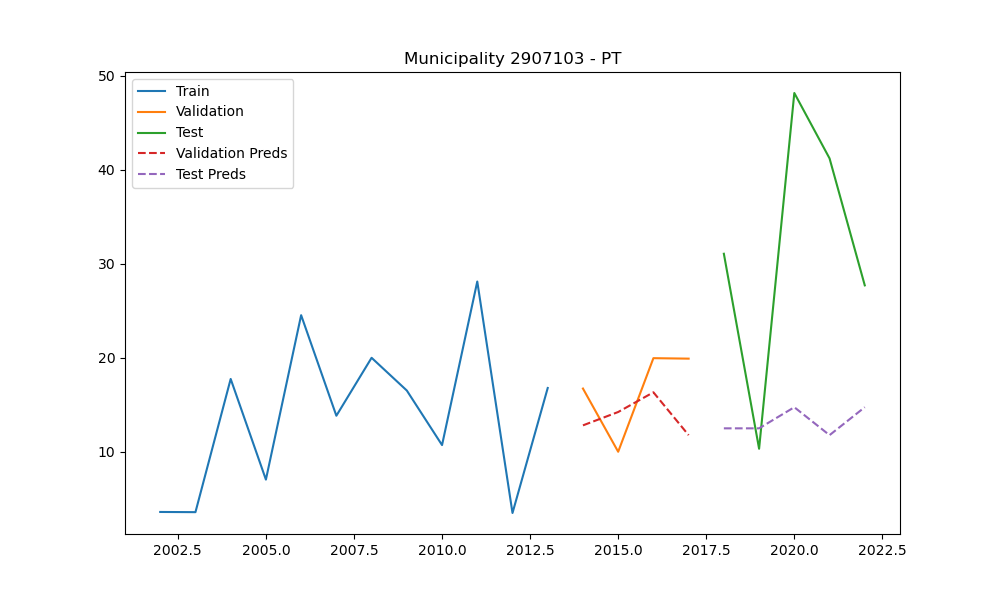 Municipality 2907103 - PT
Train
Validation
Test
Validation Preds
Test Preds
50
40
30
20
10
2002.5 2005.0 2007.5 2010.0 2012.5 2015.0 2017.5 2020.0 2022.5